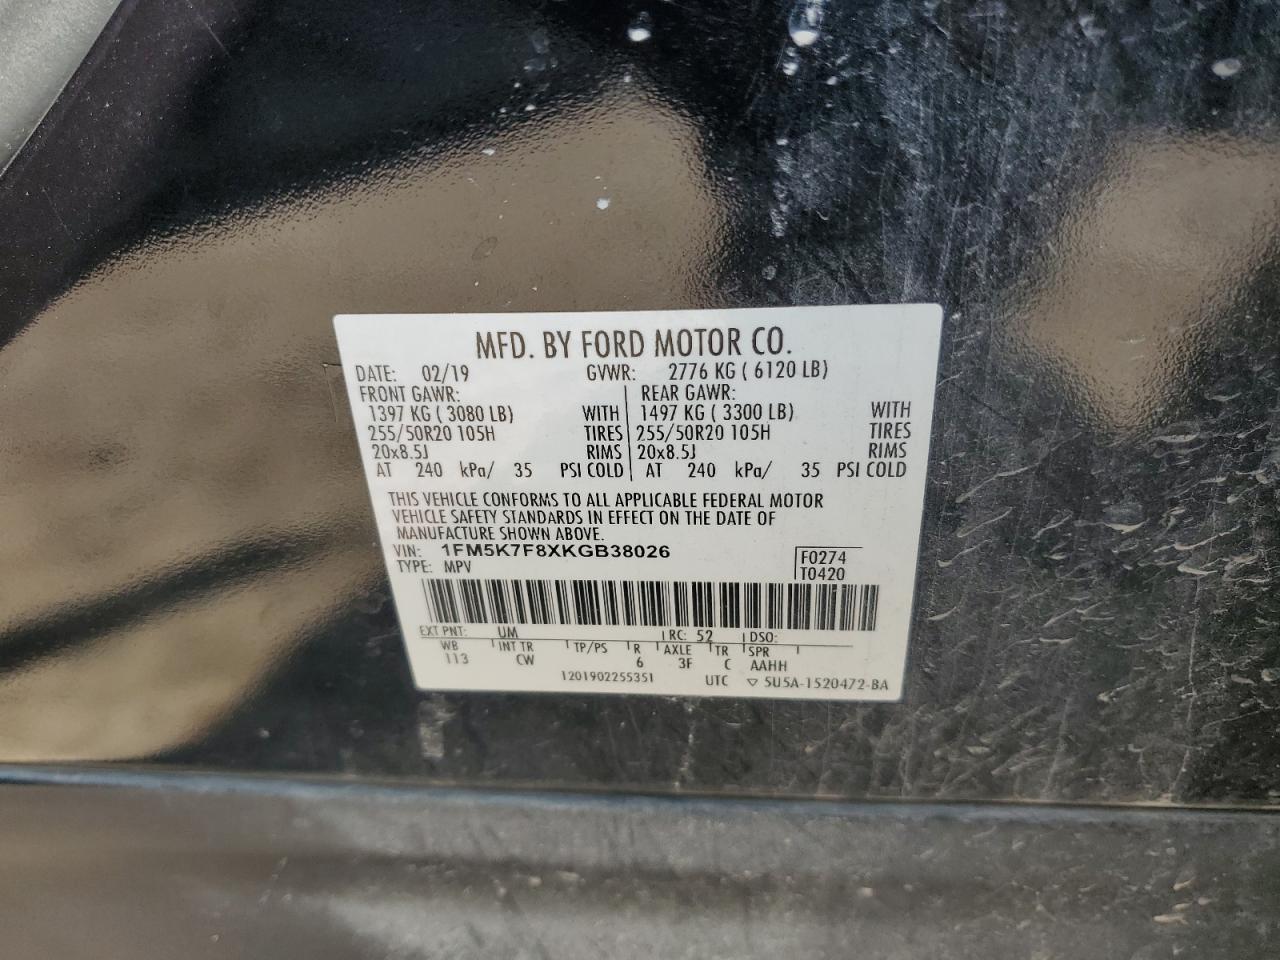 MFD. BY FORD MOTOR CO.
DATE: 02/19 GVWR: 2776 KG ( 6120 LB)
FRONT GAWR: REAR GAWR:
1397 KG ( 3080 LB) WITH 1497 KG ( 3300 LB) WITH
255/50R20 105H TIRES 255/50R20 105H TIRES
20x8.5J RIMS 20x8.5J RIMS
AT 240 kPa/ 35 PSI COLD AT 240 kPa/ 35 PSI COLD
THIS VEHICLE CONFORMS TO ALL APPLICABLE FEDERAL MOTOR
VEHICLE SAFETY STANDARDS IN EFFECT ON THE DATE OF
MANUFACTURE SHOWN ABOVE.
VIN: 1FM5K7F8XKGB38026 F0274
TYPE: MPV T0420
EXT PNT: UM RC: 52 DSO:
WB INT TR TP/PS R AXLE TR SPR
113 CW 6 3F C AAHH
1201902255351 UTC ▽ 5U5A-1520472-BA